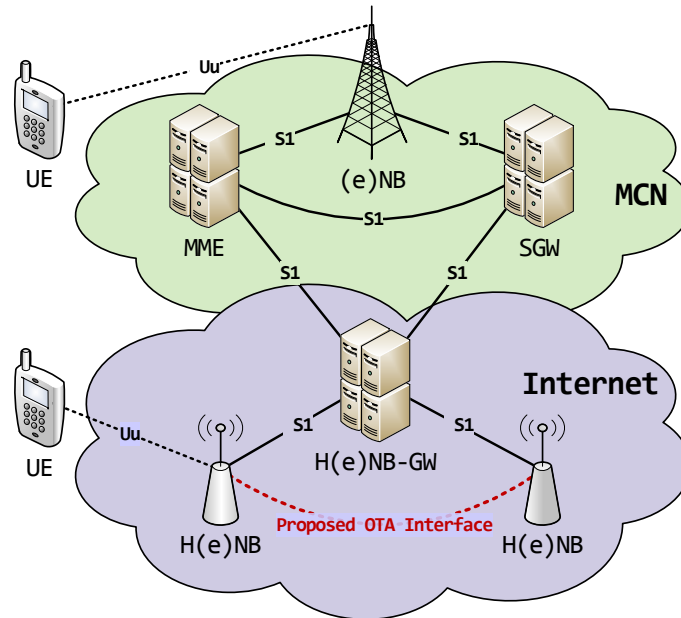 Uu
UE
(e)NB
S1
S1
MCN
S1
MME
SGW
S1
S1
Internet
UE
Uu
S1
S1
H(e)NB-GW
Proposed OTA Interface
H(e)NB
H(e)NB